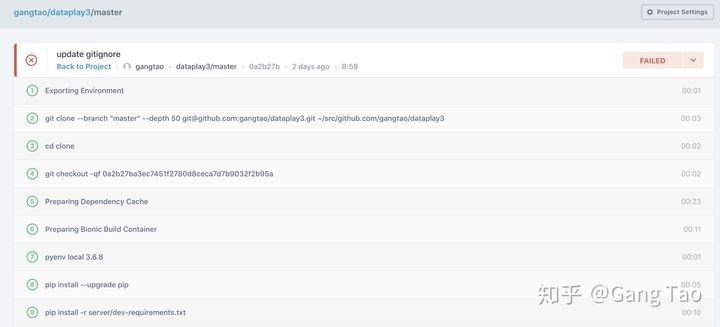 gangtao/dataplay3/master
Project Settings
update gitignore
Back to Project gangtao • dataplay3/master • 0a2b27b • 2 days ago • B:59
FAILED
1 Exporting Environment 00:01
2 git clone --branch "master" --depth 50 git@github.com:gangtao/dataplay3.git ~/src/github.com/gangtao/dataplay3 00:03
3 cd clone 00:02
4 git checkout -qf 0a2b27ba3ec7451f2780d8ceca7d7b9032f2b95a 00:02
5 Preparing Dependency Cache 00:23
6 Preparing Bionic Build Container 00:11
7 pyenv local 3.6.8 00:01
8 pip install --upgrade pip 00:05
9 pip install -r server/dev-requirements.txt 00:10
知乎 @Gang Tao